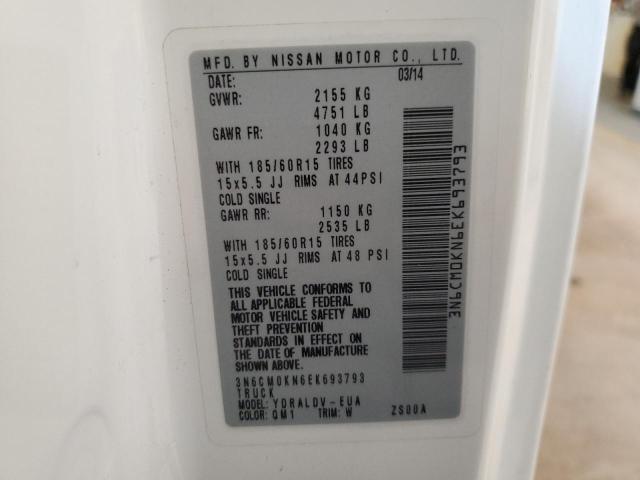 MFD. BY NISSAN MOTOR CO., LTD.
DATE: 03/14
GVWR: 2155 KG
4751 LB
GAWR FR: 1040 KG
2293 LB
WITH 185/60R15 TIRES
15x5.5 JJ RIMS AT 44PSI
COLD SINGLE
GAWR RR: 1150 KG
2535 LB
WITH 185/60R15 TIRES
15x5.5 JJ RIMS AT 48 PSI
COLD SINGLE
THIS VEHICLE CONFORMS TO
ALL APPLICABLE FEDERAL
MOTOR VEHICLE SAFETY AND
THEFT PREVENTION
STANDARDS IN EFFECT ON
THE DATE OF MANUFACTURE
SHOWN ABOVE.
3N6CM0KN6EK693793
TRUCK
MODEL: YDRALDV-EUA
COLOR: QM1 TRIM: W ZS00A
3N6CM0KN6EK693793